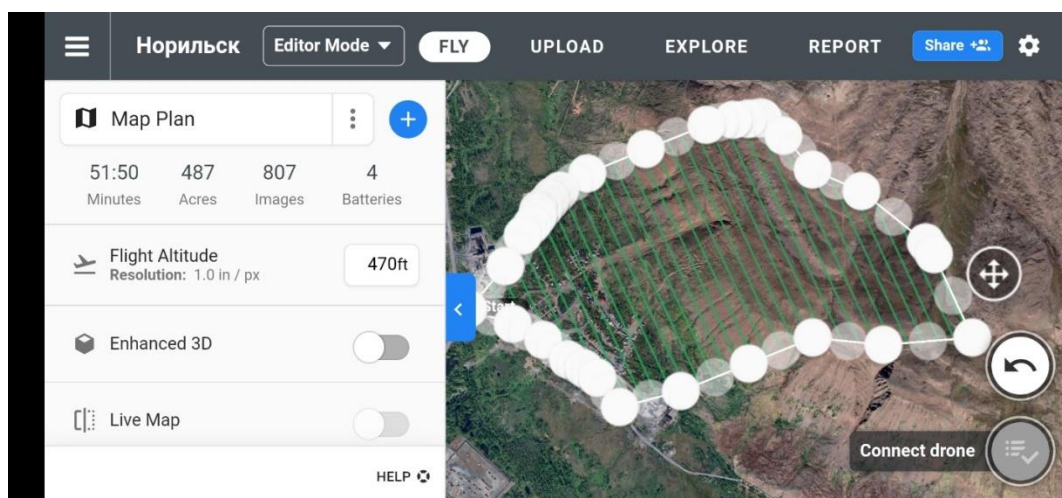 Норильск
Editor Mode
FLY
UPLOAD
EXPLORE
REPORT
Share
Map Plan
51:50
487
807
4
Minutes
Acres
Images
Batteries
Flight Altitude
470ft
Resolution: 1.0 in / px
Start
Enhanced 3D
Live Map
Connect drone
HELP